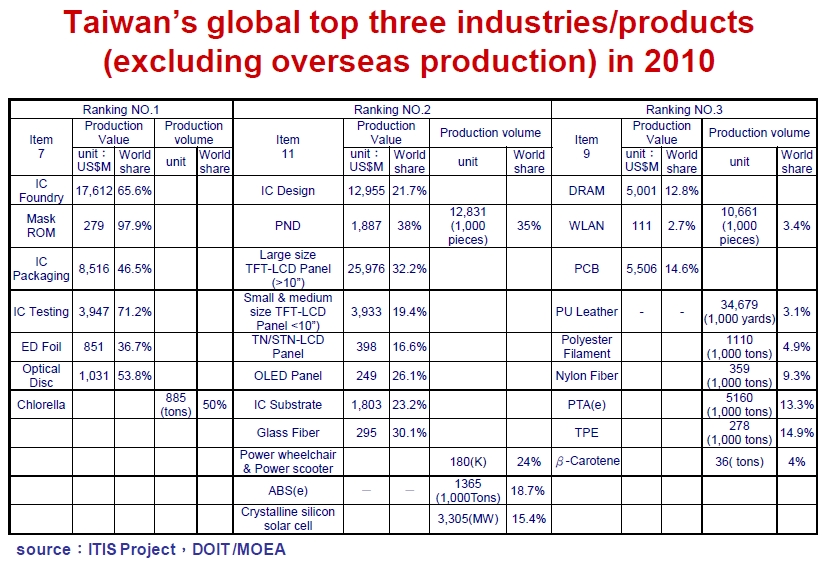 Taiwan's global top three industries/products
(excluding overseas production) in 2010
Ranking NO.1 Ranking NO.2 Ranking NO.3
Item 7 Production Value Production volume Item 11 Production Value Production volume Item 9 Production Value Production volume
unit：US$M World share unit World share unit：US$M World share unit World share unit：US$M World share unit World share
IC Foundry 17,612 65.6% IC Design 12,955 21.7% DRAM 5,001 12.8%
Mask ROM 279 97.9% PND 1,887 38% 12,831 (1,000 pieces) 35% WLAN 111 2.7% 10,661 (1,000 pieces) 3.4%
IC Packaging 8,516 46.5% Large size TFT-LCD Panel (>10") 25,976 32.2% PCB 5,506 14.6%
IC Testing 3,947 71.2% Small & medium size TFT-LCD Panel <10") 3,933 19.4% PU Leather - - 34,679 (1,000 yards) 3.1%
ED Foil 851 36.7% TN/STN-LCD Panel 398 16.6% Polyester Filament 1110 (1,000 tons) 4.9%
Optical Disc 1,031 53.8% OLED Panel 249 26.1% Nylon Fiber 359 (1,000 tons) 9.3%
Chlorella 885 (tons) 50% IC Substrate 1,803 23.2% PTA(e) 5160 (1,000 tons) 13.3%
Glass Fiber 295 30.1% TPE 278 (1,000 tons) 14.9%
Power wheelchair & Power scooter 180(K) 24% β-Carotene 36( tons) 4%
ABS(e) － － 1365 (1,000Tons) 18.7%
Crystalline silicon solar cell 3,305(MW) 15.4%
source：ITIS Project，DOIT/MOEA